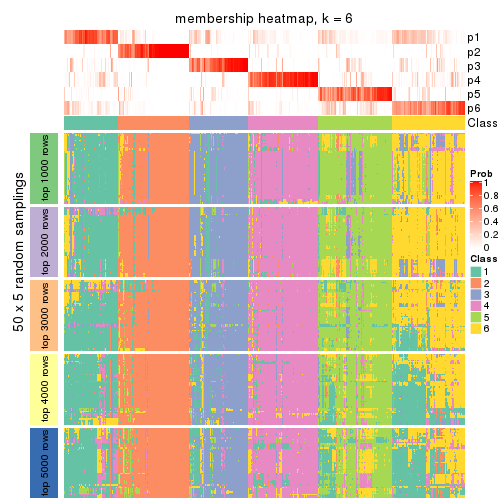 membership heatmap, k = 6
p1
p2
p3
p4
p5
p6
Class
50 x 5 random samplings
top 1000 rows
top 2000 rows
top 3000 rows
top 4000 rows
top 5000 rows
Prob
1
0.8
0.6
0.4
0.2
0
Class
1
2
3
4
5
6